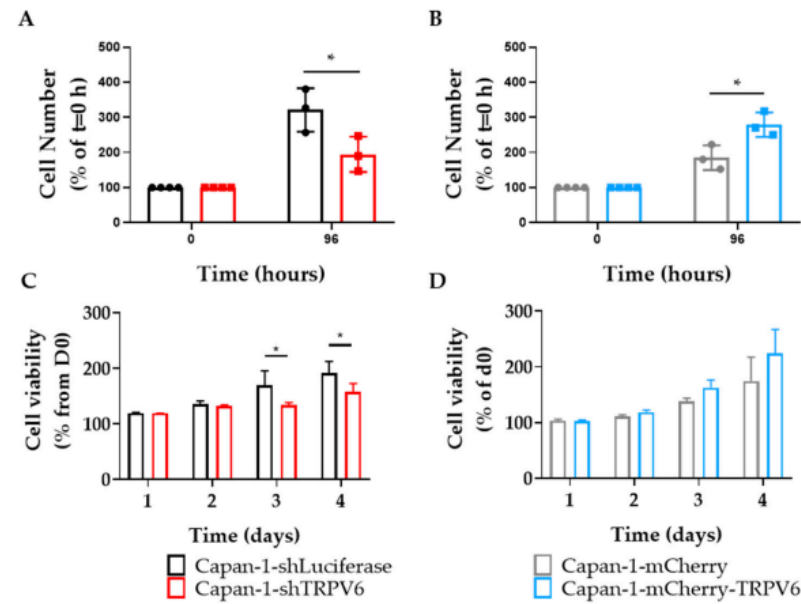 A
Cell Number
(% of t=0 h)
500
400
300
200
100
0
*
0
96
Time (hours)
B
Cell Number
(% of t=0 h)
500
400
300
200
100
0
*
0
96
Time (hours)
C
Cell viability
(% from D0)
300
200
100
0
*
*
1
2
3
4
Time (days)
Capan-1-shLuciferase
Capan-1-shTRPV6
D
Cell viability
(% of d0)
300
200
100
0
1
2
3
4
Time (days)
Capan-1-mCherry
Capan-1-mCherry-TRPV6